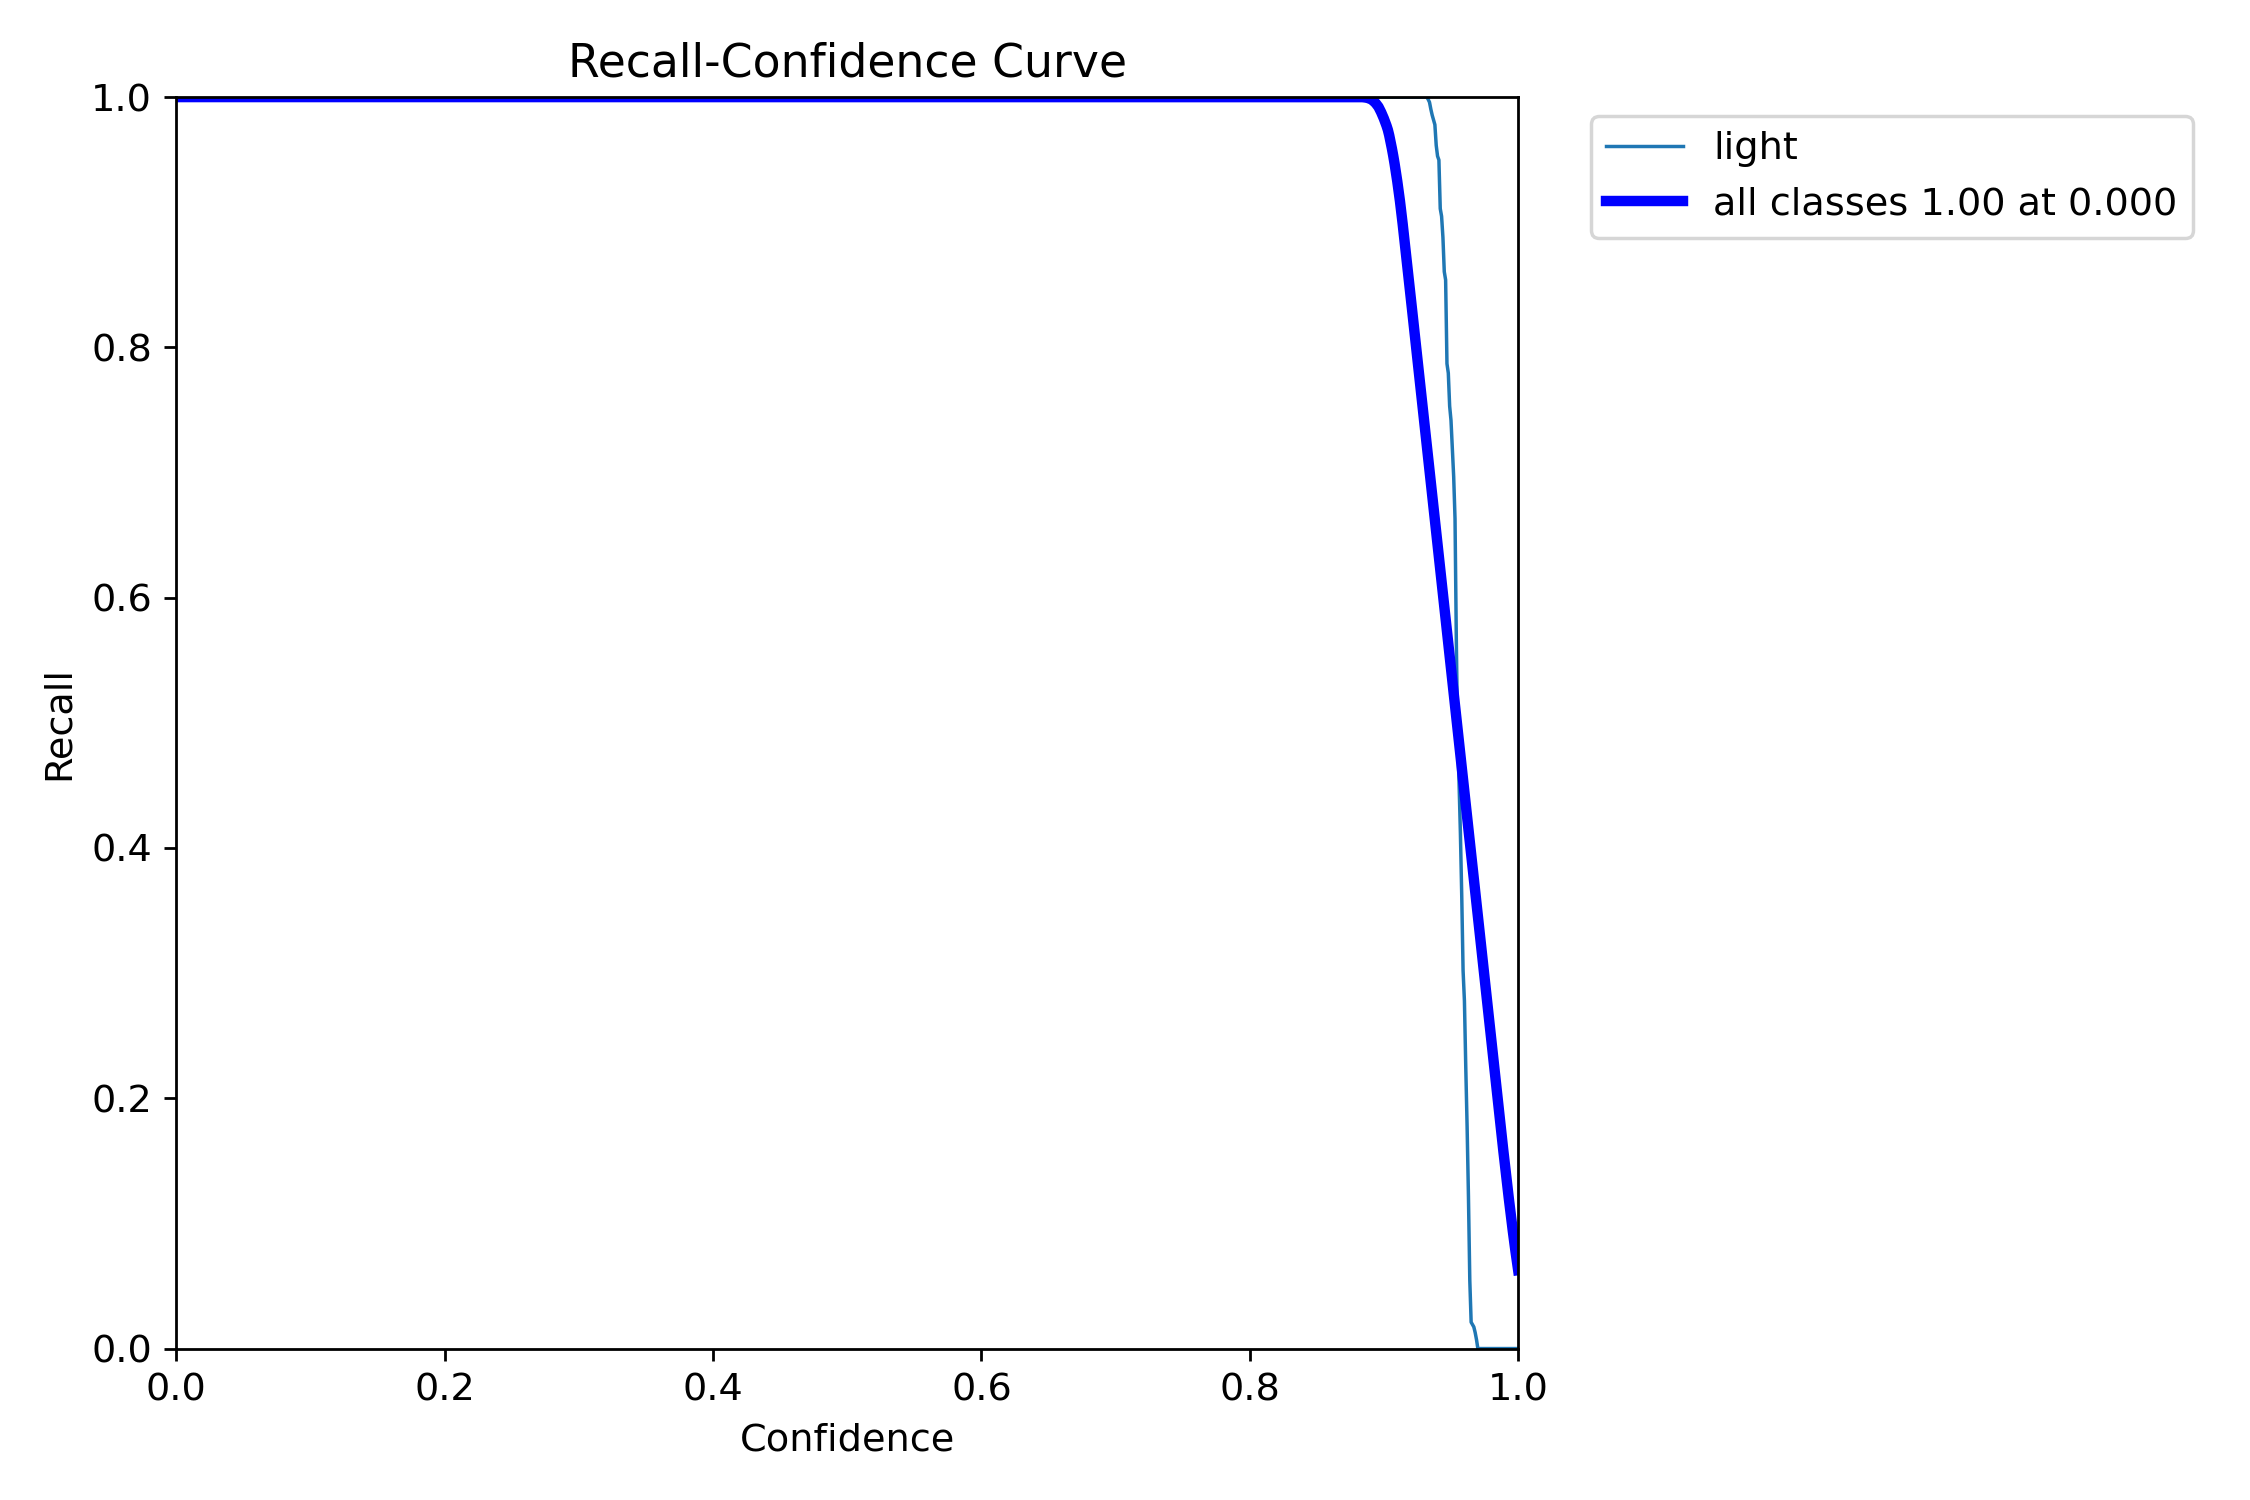 Recall-Confidence Curve
light
all classes 1.00 at 0.000
1.0
0.8
0.6
0.4
0.2
0.0
Recall
0.0 0.2 0.4 0.6 0.8 1.0
Confidence